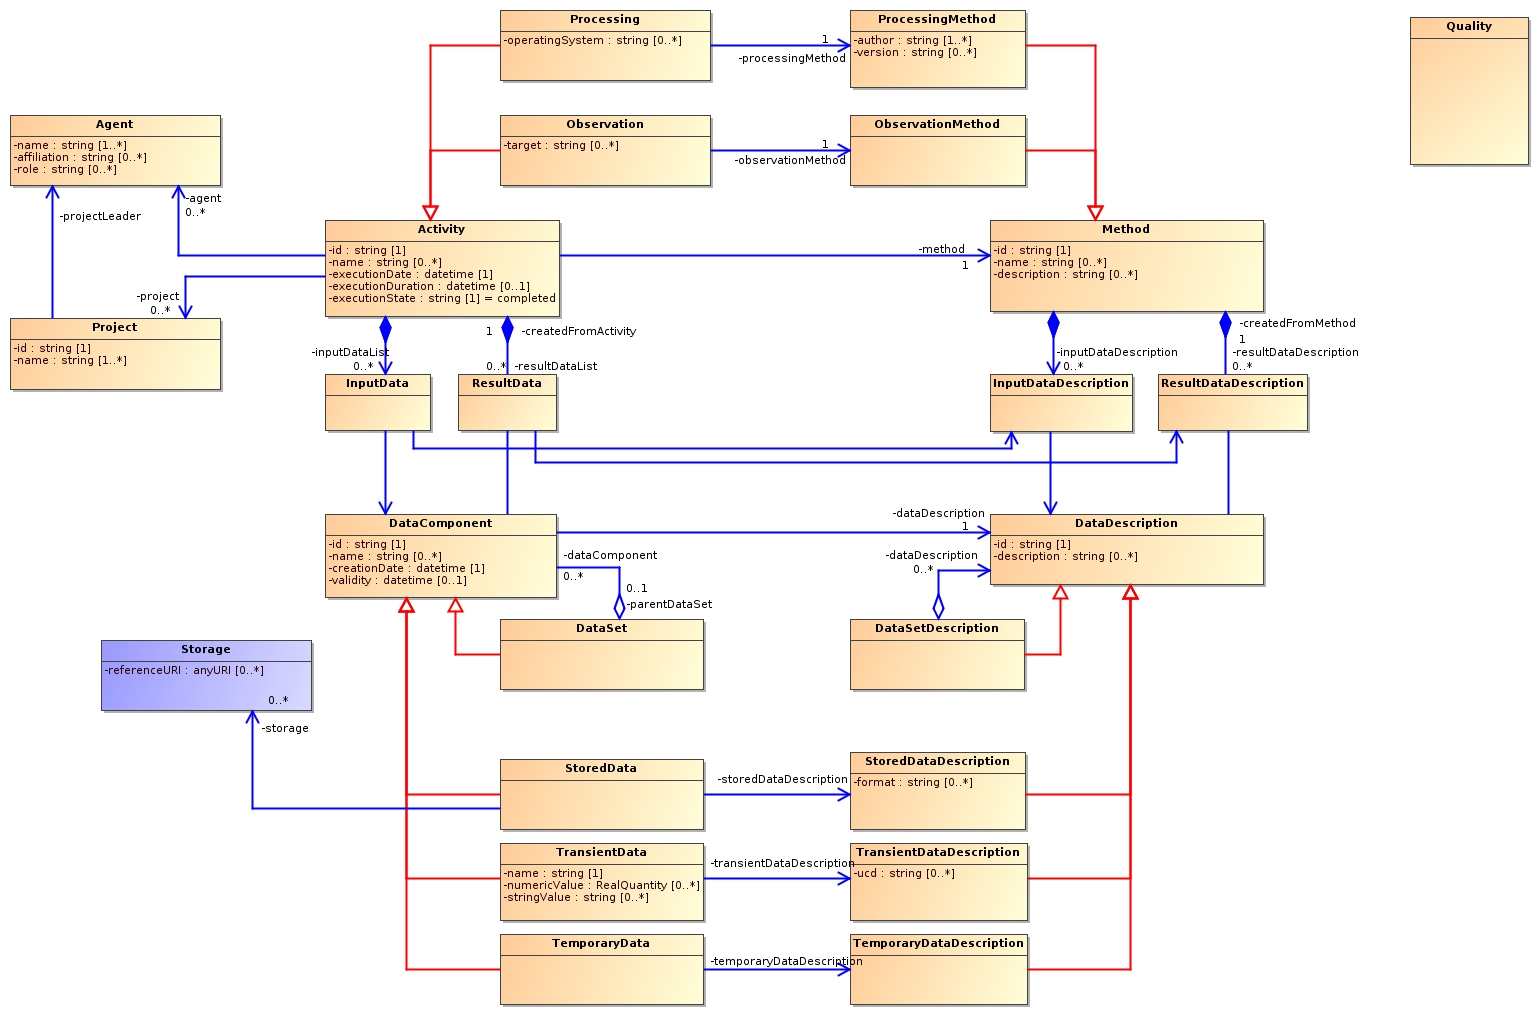 Processing
-operatingSystem : string [0..*]
1
-processingMethod
ProcessingMethod
-author : string [1..*]
-version : string [0..*]
Quality
Agent
-name : string [1..*]
-affiliation : string [0..*]
-role : string [0..*]
Observation
-target : string [0..*]
1
-observationMethod
ObservationMethod
-projectLeader
-agent
0..*
Activity
-id : string [1]
-name : string [0..*]
-executionDate : datetime [1]
-executionDuration : datetime [0..1]
-executionState : string [1] = completed
-method
1
Method
-id : string [1]
-name : string [0..*]
-description : string [0..*]
-project
0..*
Project
-id : string [1]
-name : string [1..*]
-inputDataList
0..*
1
-createdFromActivity
0..*
-resultDataList
-inputDataDescription
0..*
-createdFromMethod
1
-resultDataDescription
0..*
InputData
ResultData
InputDataDescription
ResultDataDescription
DataComponent
-id : string [1]
-name : string [0..*]
-creationDate : datetime [1]
-validity : datetime [0..1]
-dataDescription
1
DataDescription
-id : string [1]
-description : string [0..*]
-dataComponent
0..*
0..1
-parentDataSet
-dataDescription
0..*
DataSet
DataSetDescription
Storage
-referenceURI : anyURI [0..*]
0..*
-storage
StoredData
-storedDataDescription
StoredDataDescription
-format : string [0..*]
TransientData
-name : string [1]
-numericValue : RealQuantity [0..*]
-stringValue : string [0..*]
-transientDataDescription
TransientDataDescription
-ucd : string [0..*]
TemporaryData
-temporaryDataDescription
TemporaryDataDescription